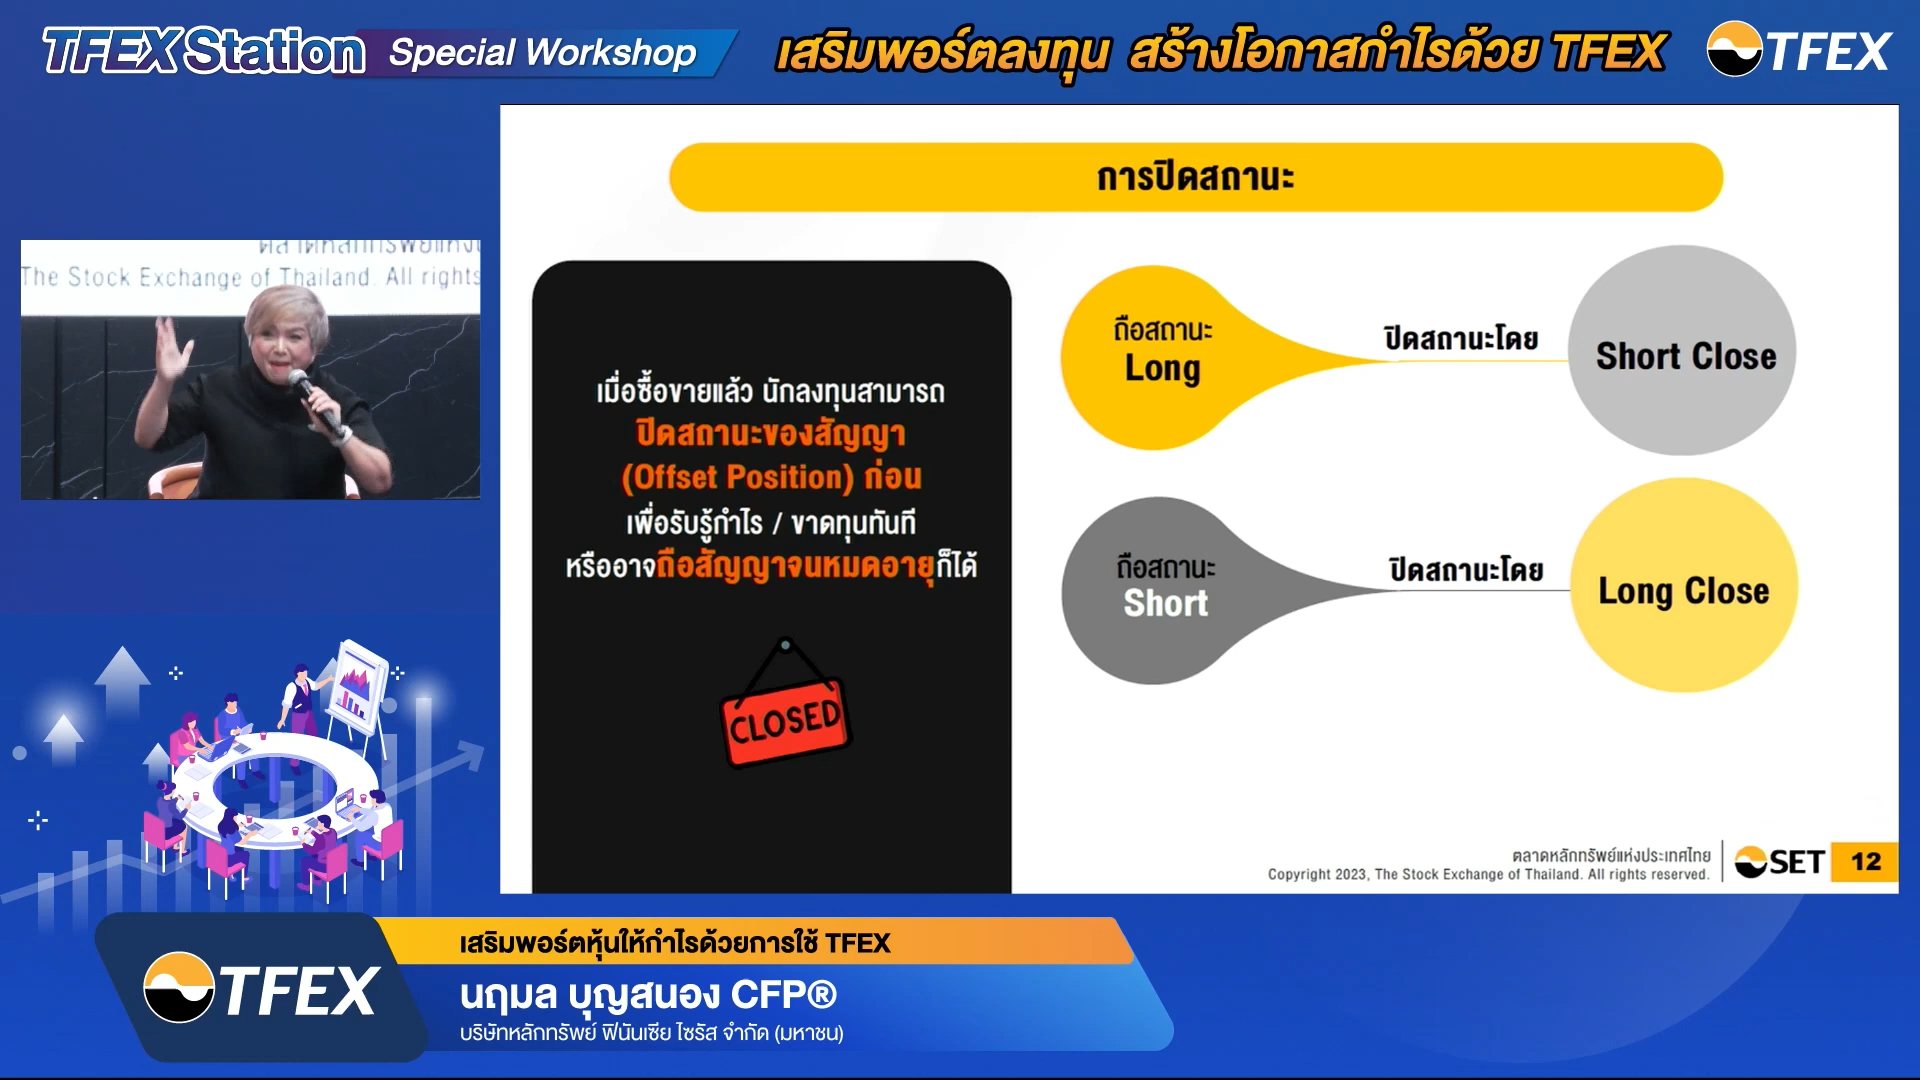 TFEX Station Special Workshop
เสริมพอร์ตลงทุน สร้างโอกาสกำไรด้วย TFEX
TFEX
The Stock Exchange of Thailand. All rights
การปิดสถานะ
เมื่อซื้อขายแล้ว นักลงทุนสามารถ
ปิดสถานะของสัญญา
(Offset Position) ก่อน
เพื่อรับรู้กำไร / ขาดทุนทันที
หรืออาจถือสัญญาจนหมดอายุก็ได้
CLOSED
ถือสถานะ
Long
ปิดสถานะโดย
Short Close
ถือสถานะ
Short
ปิดสถานะโดย
Long Close
ตลาดหลักทรัพย์แห่งประเทศไทย
Copyright 2023, The Stock Exchange of Thailand. All rights reserved.
SET
12
TFEX
เสริมพอร์ตหุ้นให้กำไรด้วยการใช้ TFEX
นฤมล บุญสนอง CFP®
บริษัทหลักทรัพย์ ฟินันเซีย ไซรัส จำกัด (มหาชน)